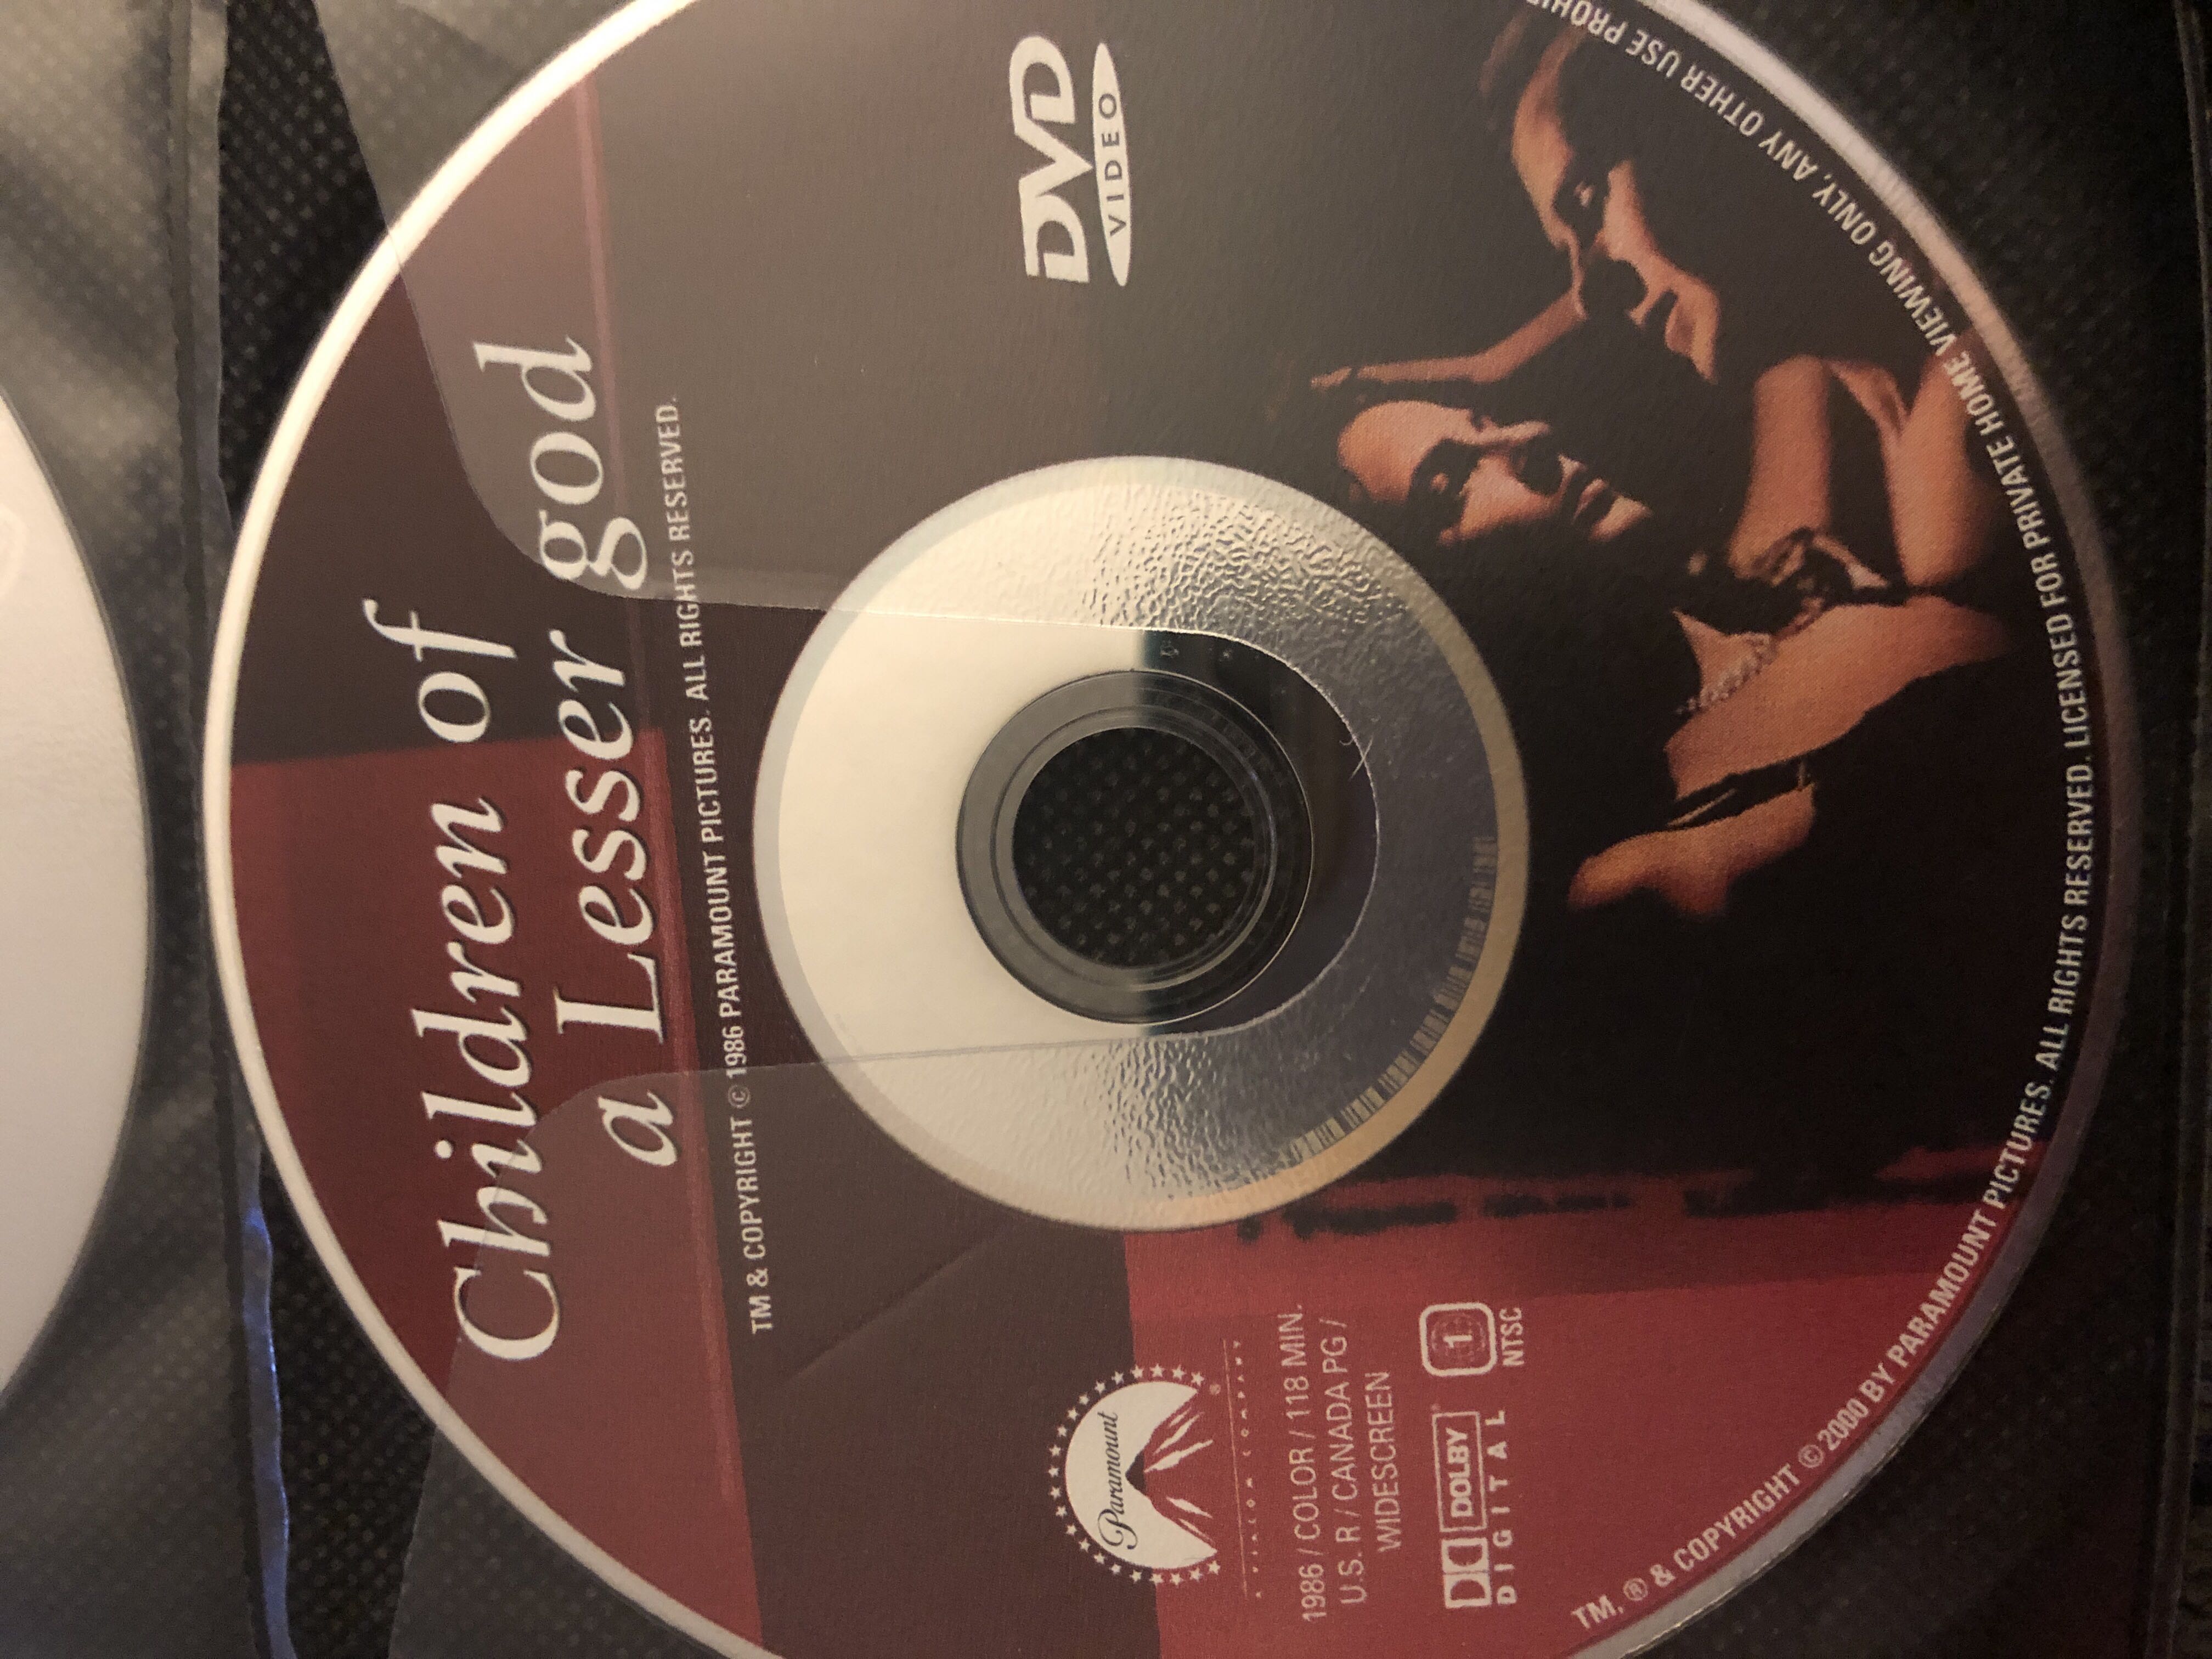 Children of
a Lesser god
TM & COPYRIGHT © 1986 PARAMOUNT PICTURES. ALL RIGHTS RESERVED.
DVD
VIDEO
Paramount
®
A VIACOM COMPANY
1986 / COLOR / 118 MIN.
U.S. R / CANADA PG /
WIDESCREEN
DOLBY
DIGITAL
1
NTSC
TM, ® & COPYRIGHT © 2000 BY PARAMOUNT PICTURES. ALL RIGHTS RESERVED. LICENSED FOR PRIVATE HOME VIEWING ONLY, ANY OTHER USE